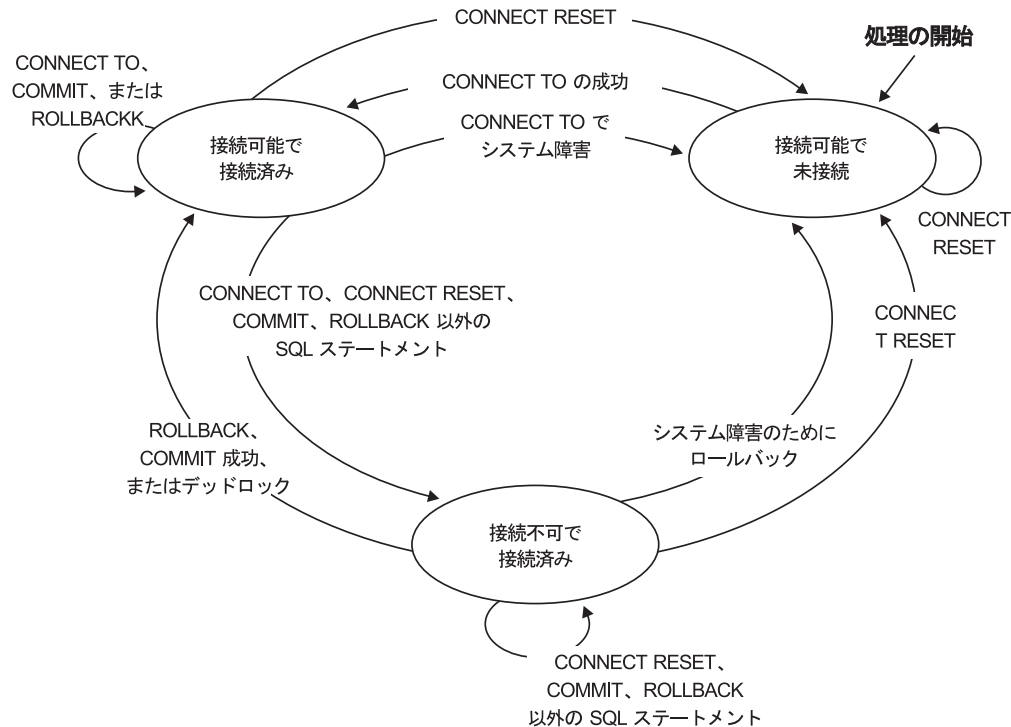 CONNECT RESET
処理の開始
CONNECT TO、
COMMIT、または
ROLLBACKK
CONNECT TO の成功
CONNECT TO で
システム障害
接続可能で
接続済み
接続可能で
未接続
CONNECT
RESET
CONNECT TO、CONNECT RESET、
COMMIT、ROLLBACK 以外の
SQL ステートメント
CONNEC
T RESET
ROLLBACK、
COMMIT 成功、
またはデッドロック
システム障害のために
ロールバック
接続不可で
接続済み
CONNECT RESET、
COMMIT、ROLLBACK
以外の SQL ステートメント